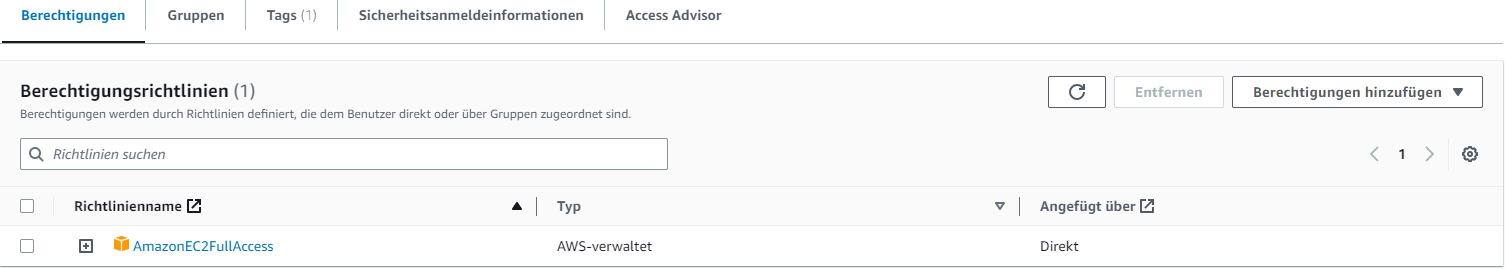 Berechtigungen Gruppen Tags (1) Sicherheitsanmeldeinformationen Access Advisor
Berechtigungsrichtlinien (1)
Entfernen Berechtigungen hinzufügen
Berechtigungen werden durch Richtlinien definiert, die dem Benutzer direkt oder über Gruppen zugeordnet sind.
Richtlinien suchen
1
Richtlinienname Typ Angefügt über
AmazonEC2FullAccess AWS-verwaltet Direkt